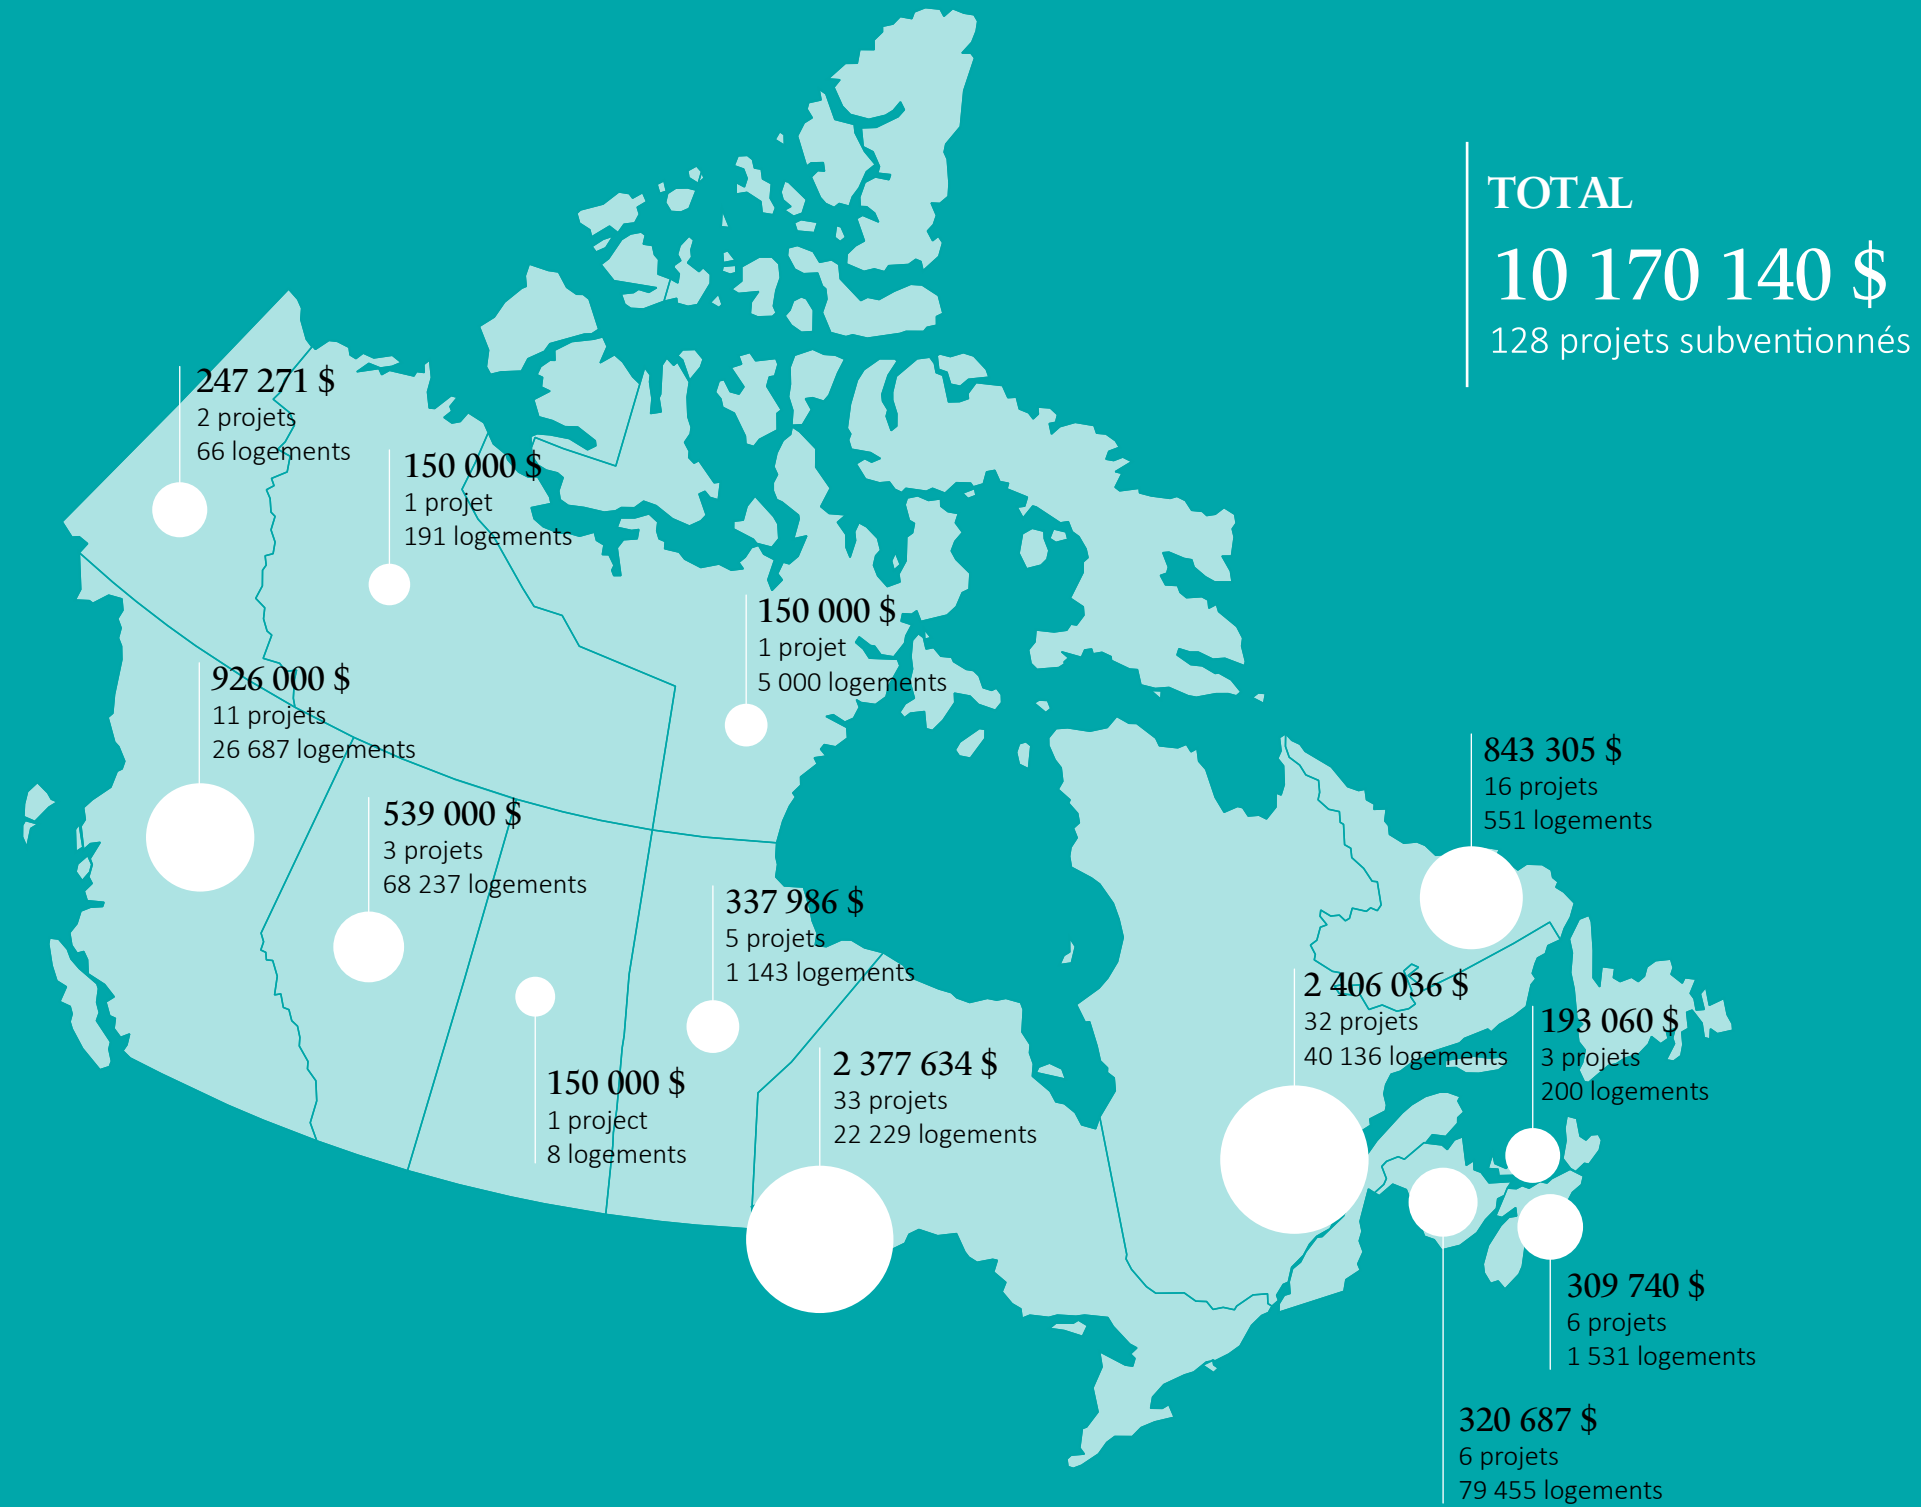 TOTAL
10 170 140 $
128 projets subventionnés
247 271 $
2 projets
66 logements
150 000 $
1 projet
191 logements
150 000 $
1 projet
5 000 logements
926 000 $
11 projets
26 687 logements
539 000 $
3 projets
68 237 logements
337 986 $
5 projets
1 143 logements
150 000 $
1 project
8 logements
2 377 634 $
33 projets
22 229 logements
843 305 $
16 projets
551 logements
2 406 036 $
32 projets
40 136 logements
193 060 $
3 projets
200 logements
309 740 $
6 projets
1 531 logements
320 687 $
6 projets
79 455 logements